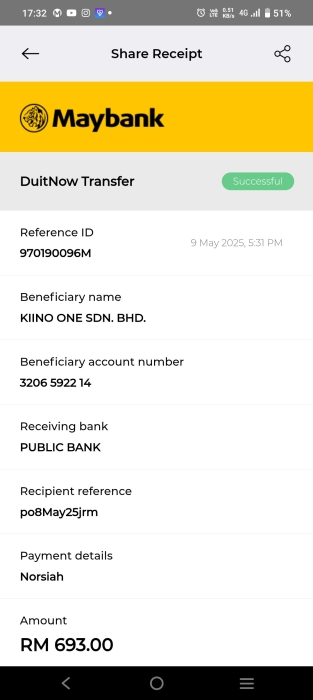 17:32
0.51
KB/s
4G
51%
Share Receipt
Maybank
DuitNow Transfer
Successful
Reference ID
9 May 2025, 5:31 PM
970190096M
Beneficiary name
KIINO ONE SDN. BHD.
Beneficiary account number
3206 5922 14
Receiving bank
PUBLIC BANK
Recipient reference
po8May25jrm
Payment details
Norsiah
Amount
RM 693.00